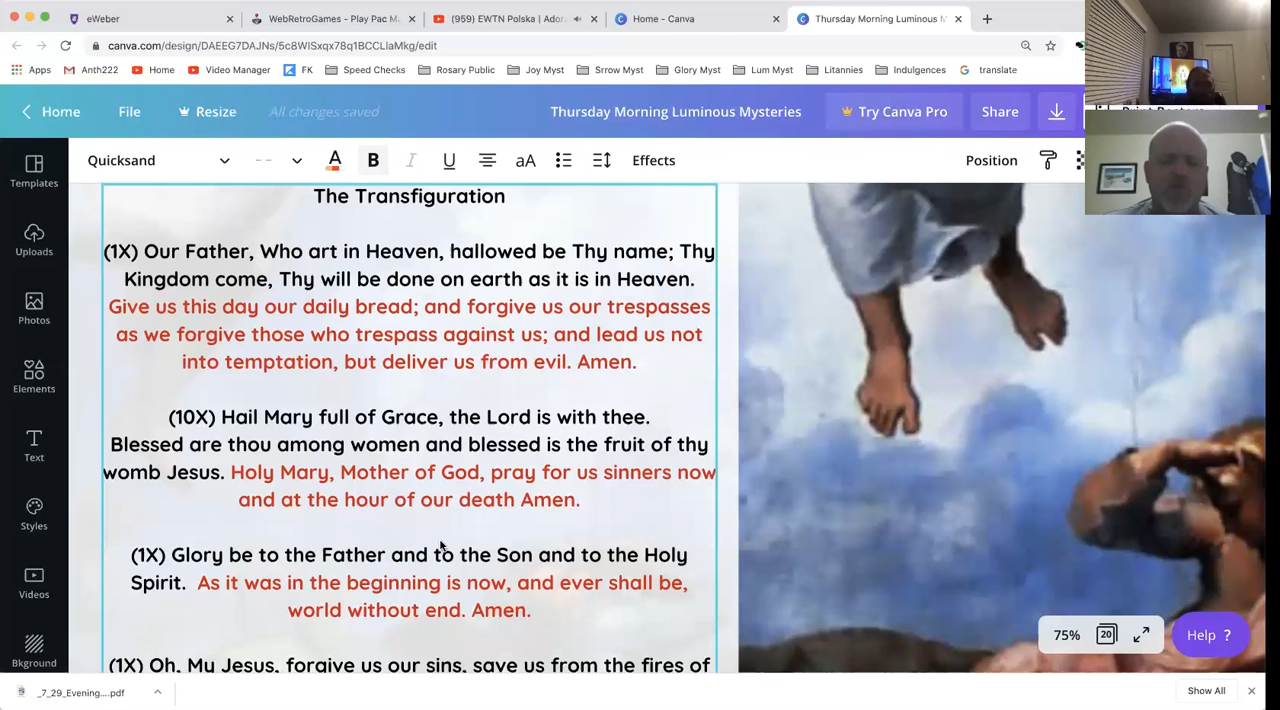 eWeber
WebRetroGames - Play Pac M
(959) EWTN Polska | Ador
Home - Canva
Thursday Morning Luminous M
canva.com/design/DAEEG7DAJNs/5c8WlSxqx78q1BCCLlaMkg/edit
Apps
Anth222
Home
Video Manager
FK
Speed Checks
Rosary Public
Joy Myst
Srrow Myst
Glory Myst
Lum Myst
Litannies
Indulgences
translate
Home
File
Resize
All changes saved
Thursday Morning Luminous Mysteries
Try Canva Pro
Share
Quicksand
- -
A
B
I
U
aA
Effects
Position
Templates
Uploads
Photos
Elements
Text
Styles
Videos
Bkground
The Transfiguration
(1X) Our Father, Who art in Heaven, hallowed be Thy name; Thy
Kingdom come, Thy will be done on earth as it is in Heaven.
Give us this day our daily bread; and forgive us our trespasses
as we forgive those who trespass against us; and lead us not
into temptation, but deliver us from evil. Amen.
(10X) Hail Mary full of Grace, the Lord is with thee.
Blessed are thou among women and blessed is the fruit of thy
womb Jesus. Holy Mary, Mother of God, pray for us sinners now
and at the hour of our death Amen.
(1X) Glory be to the Father and to the Son and to the Holy
Spirit. As it was in the beginning is now, and ever shall be,
world without end. Amen.
(1X) Oh, My Jesus, forgive us our sins, save us from the fires of
75%
20
Help ?
_7_29_Evening....pdf
Show All